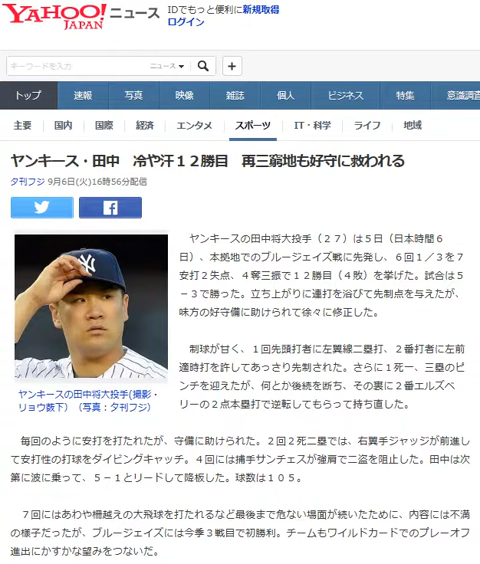 YAHOO! JAPAN ニュース
IDでもっと便利に新規取得
ログイン
キーワードを入力
ニュース
+
トップ 速報 写真 映像 雑誌 個人 ビジネス 特集 意識調査
主要 国内 国際 経済 エンタメ スポーツ IT・科学 ライフ 地域
ヤンキース・田中 冷や汗１２勝目 再三窮地も好守に救われる
夕刊フジ 9月6日(火)16時56分配信
ヤンキースの田中将大投手（２７）は５日（日本時間６
日）、本拠地でのブルージェイズ戦に先発し、６回１／３を７
安打２失点、４奪三振で１２勝目（４敗）を挙げた。試合は５
－３で勝った。立ち上がりに連打を浴びて先制点を与えたが、
味方の好守備に助けられて徐々に修正した。
制球が甘く、１回先頭打者に左翼線二塁打、２番打者に左前
適時打を許してあっさり先制された。さらに１死一、三塁のピ
ンチを迎えたが、何とか後続を断ち、その裏に２番エルズベ
リーの２点本塁打で逆転してもらって持ち直した。
ヤンキースの田中将大投手(撮影・
リョウ薮下）（写真：夕刊フジ）
毎回のように安打を打たれたが、守備に助けられた。２回２死二塁では、右翼手ジャッジが前進し
て安打性の打球をダイビングキャッチ。４回には捕手サンチェスが強肩で二盗を阻止した。田中は次
第に波に乗って、５－１とリードして降板した。球数は１０５。
７回にはあわや柵越えの大飛球を打たれるなど最後まで危ない場面が続いたために、内容には不満
の様子だったが、ブルージェイズには今季３戦目で初勝利。チームもワイルドカードでのプレーオフ
進出にかすかな望みをつないだ。